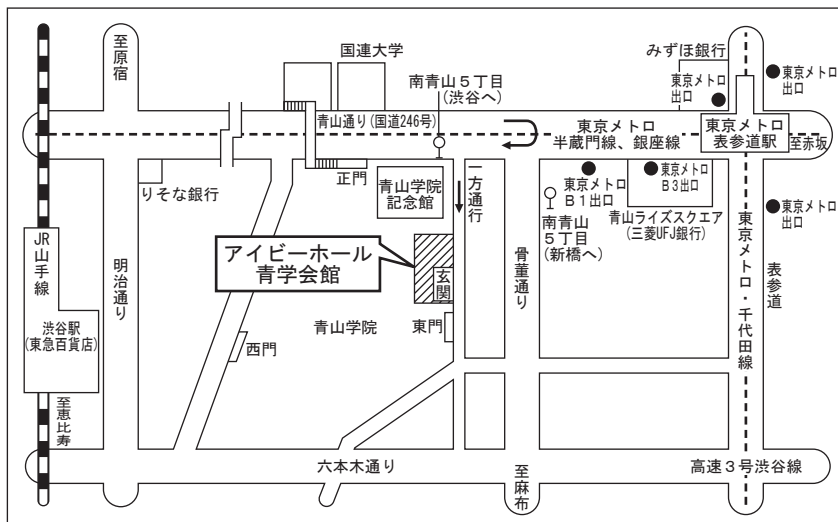 至原宿
国連大学
南青山5丁目
(渋谷へ)
みずほ銀行
東京メトロ
出口
東京メトロ
出口
青山通り(国道246号)
東京メトロ
半蔵門線、銀座線
東京メトロ
表参道駅
至赤坂
りそな銀行
正門
青山学院
記念館
一方通行
東京メトロ
B1出口
東京メトロ
B3出口
南青山
5丁目
(新橋へ)
青山ライズスクエア
(三菱UFJ銀行)
東京メトロ
出口
JR
山手線
明治通り
アイビーホール
青学会館
玄関
骨董通り
東京メトロ・千代田線
表参道
渋谷駅
(東急百貨店)
青山学院
東門
西門
至恵比寿
六本木通り
至麻布
高速3号渋谷線